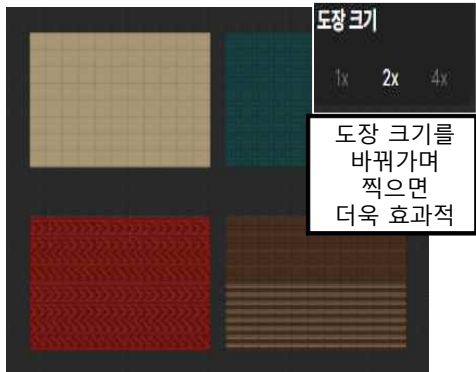 도장 크기
1x 2x 4x
도장 크기를
바꿔가며
찍으면
더욱 효과적